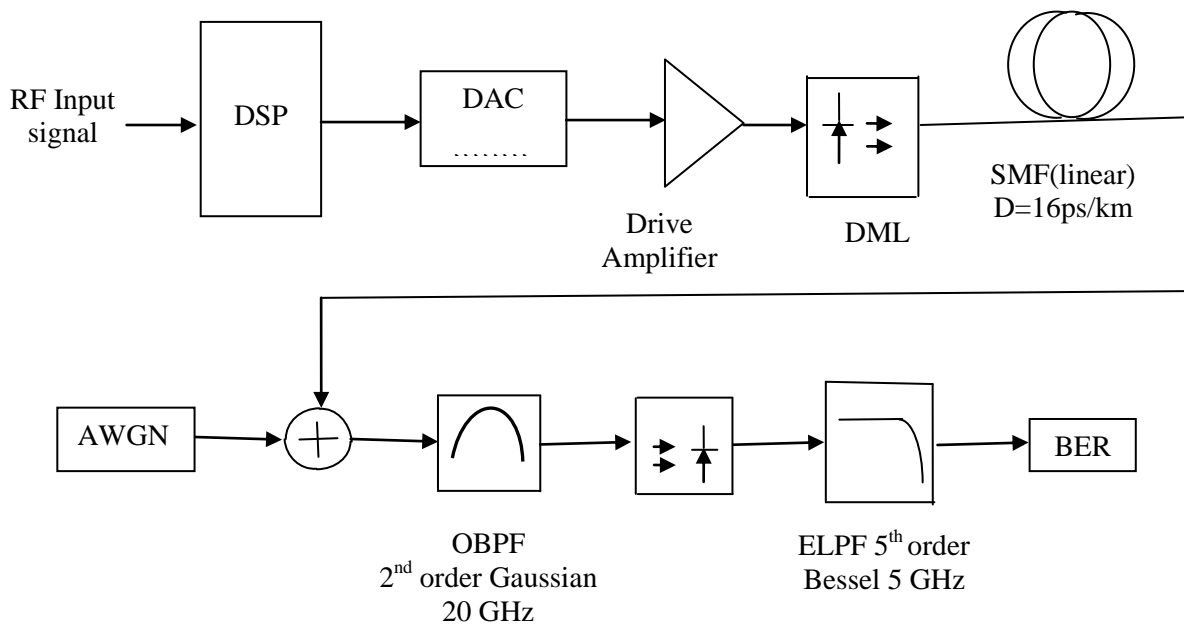 RF Input
signal
DSP
DAC
Drive
Amplifier
DML
SMF(linear)
D=16ps/km
AWGN
OBPF
2nd order Gaussian
20 GHz
ELPF 5th order
Bessel 5 GHz
BER